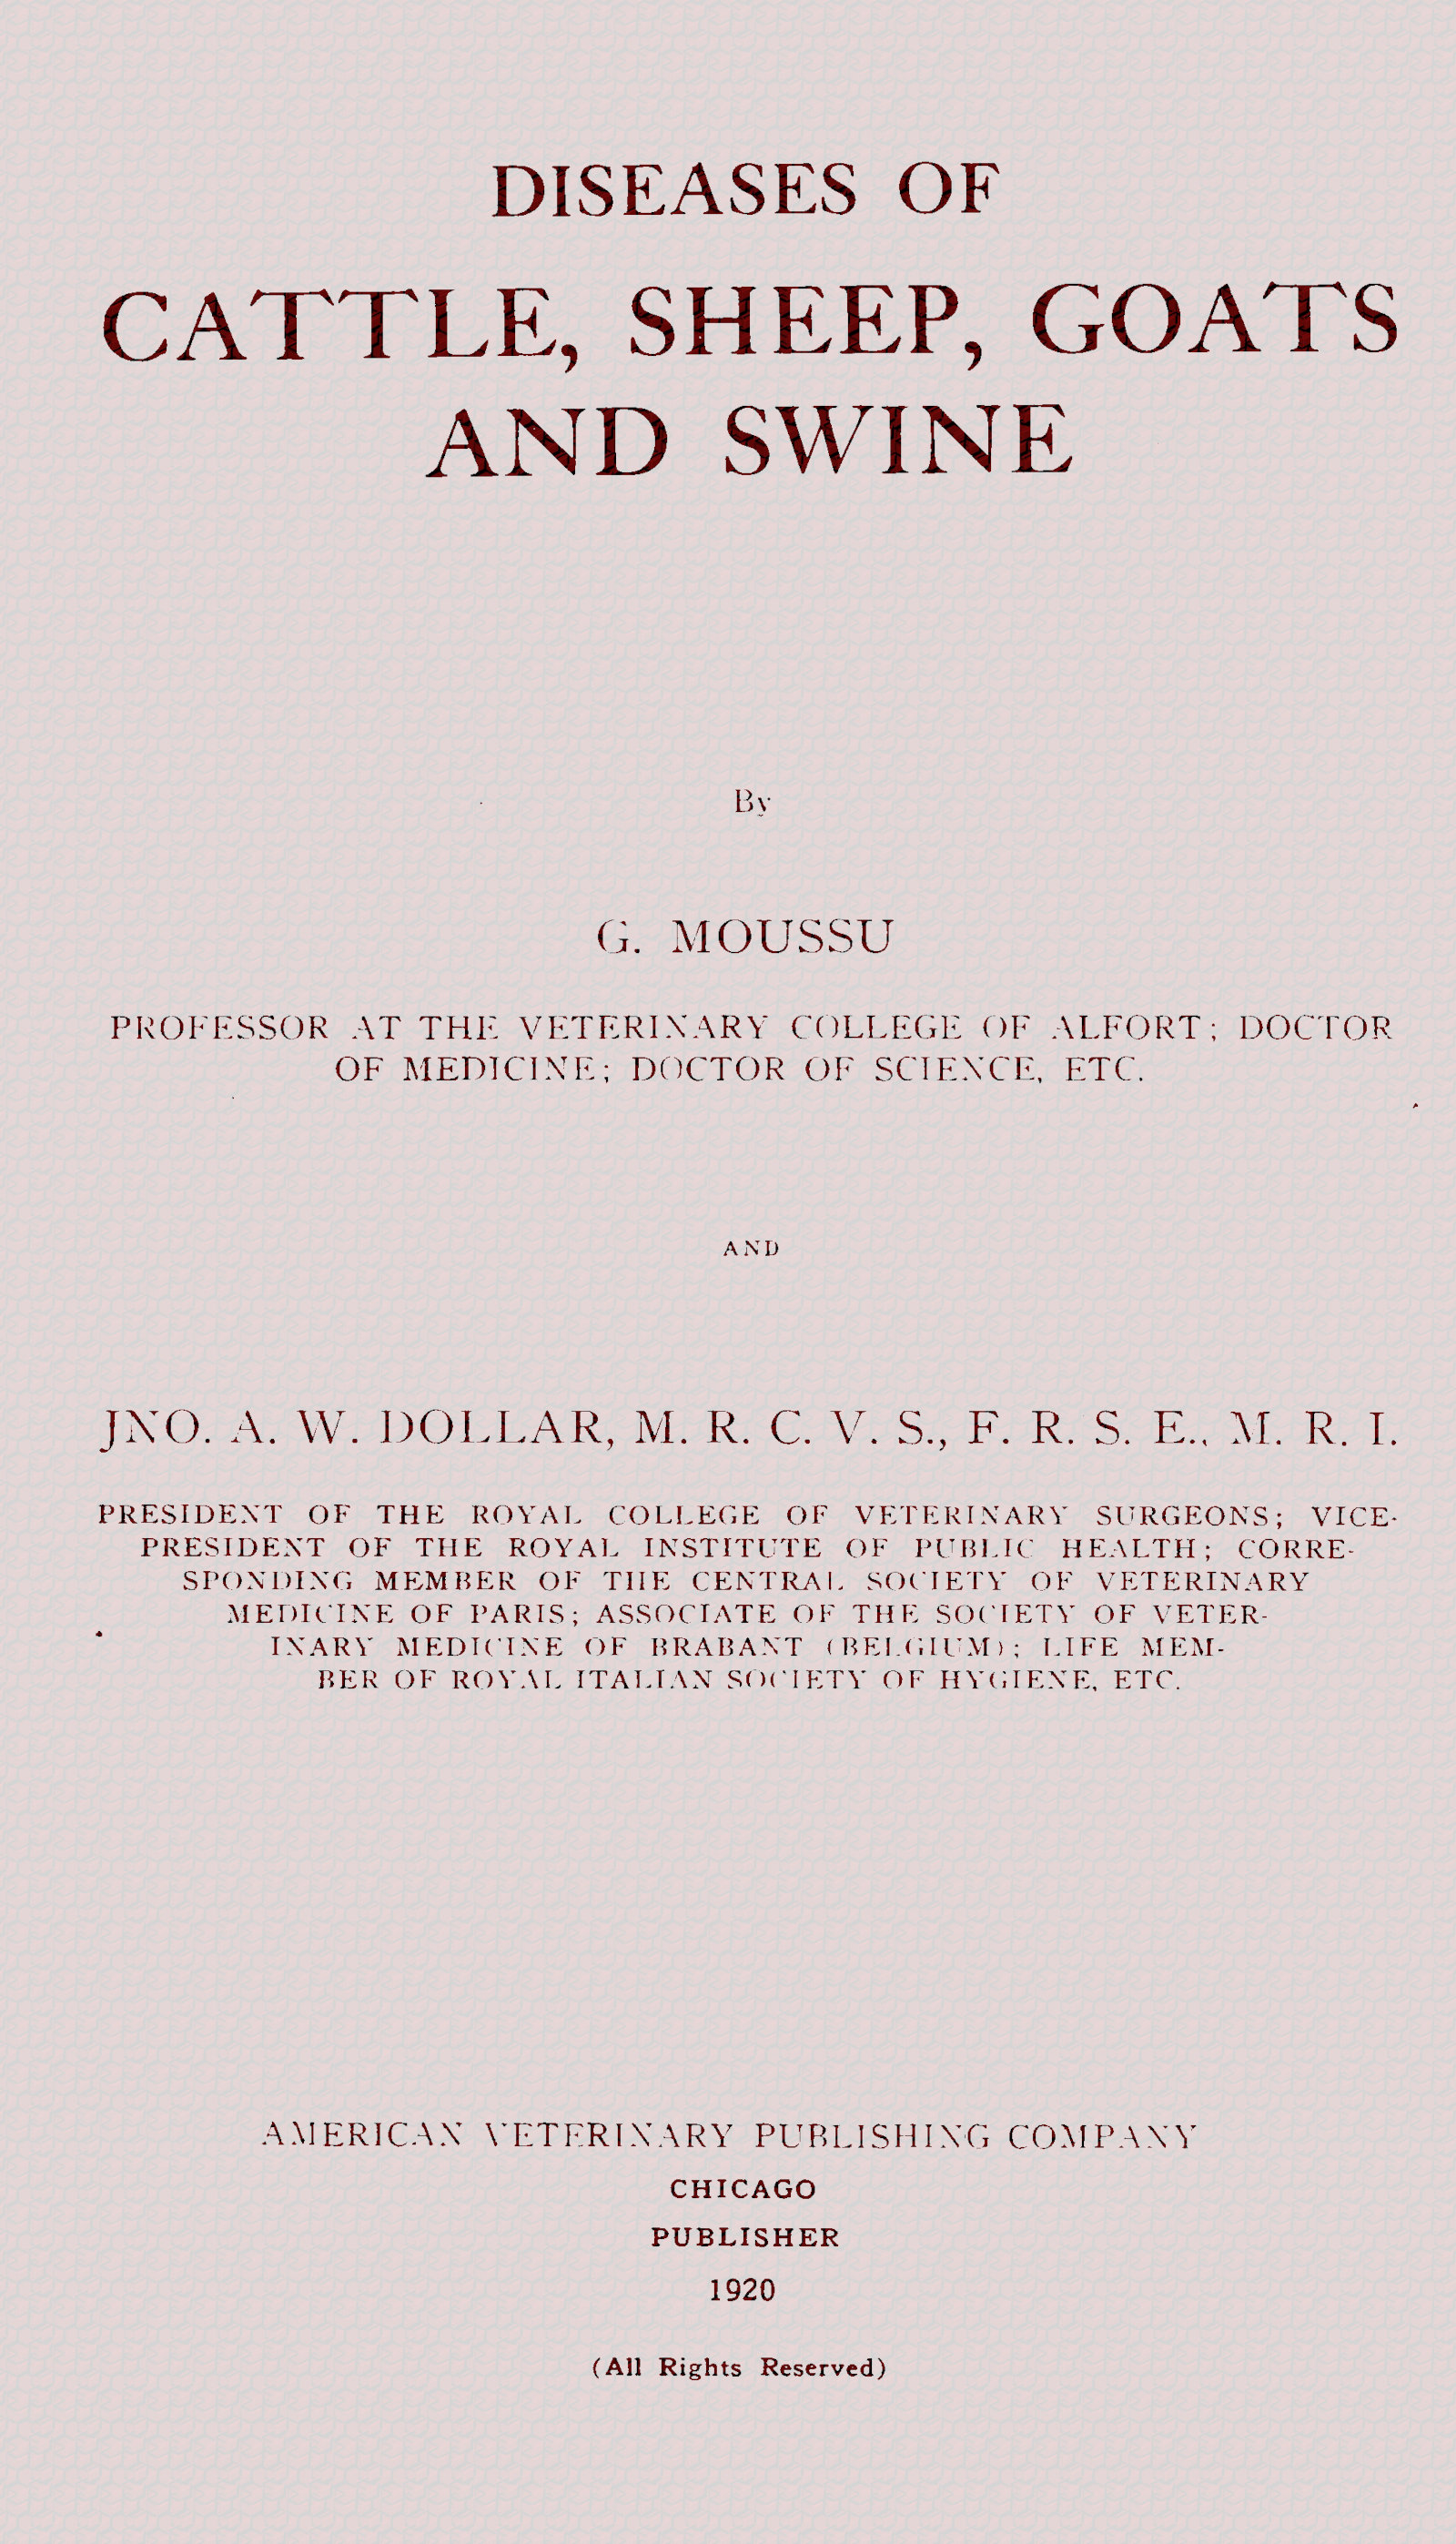 DISEASES OF
CATTLE, SHEEP, GOATS
AND SWINE
By
G. MOUSSU
PROFESSOR AT THE VETERINARY COLLEGE OF ALFORT; DOCTOR
OF MEDICINE; DOCTOR OF SCIENCE, ETC.
AND
JNO. A. W. DOLLAR, M. R. C. V. S., F. R. S. E., M. R. I.
PRESIDENT OF THE ROYAL COLLEGE OF VETERINARY SURGEONS; VICE-
PRESIDENT OF THE ROYAL INSTITUTE OF PUBLIC HEALTH; CORRE-
SPONDING MEMBER OF THE CENTRAL SOCIETY OF VETERINARY
MEDICINE OF PARIS; ASSOCIATE OF THE SOCIETY OF VETER-
INARY MEDICINE OF BRABANT (BELGIUM); LIFE MEM-
BER OF ROYAL ITALIAN SOCIETY OF HYGIENE, ETC.
AMERICAN VETERINARY PUBLISHING COMPANY
CHICAGO
PUBLISHER
1920
(All Rights Reserved)